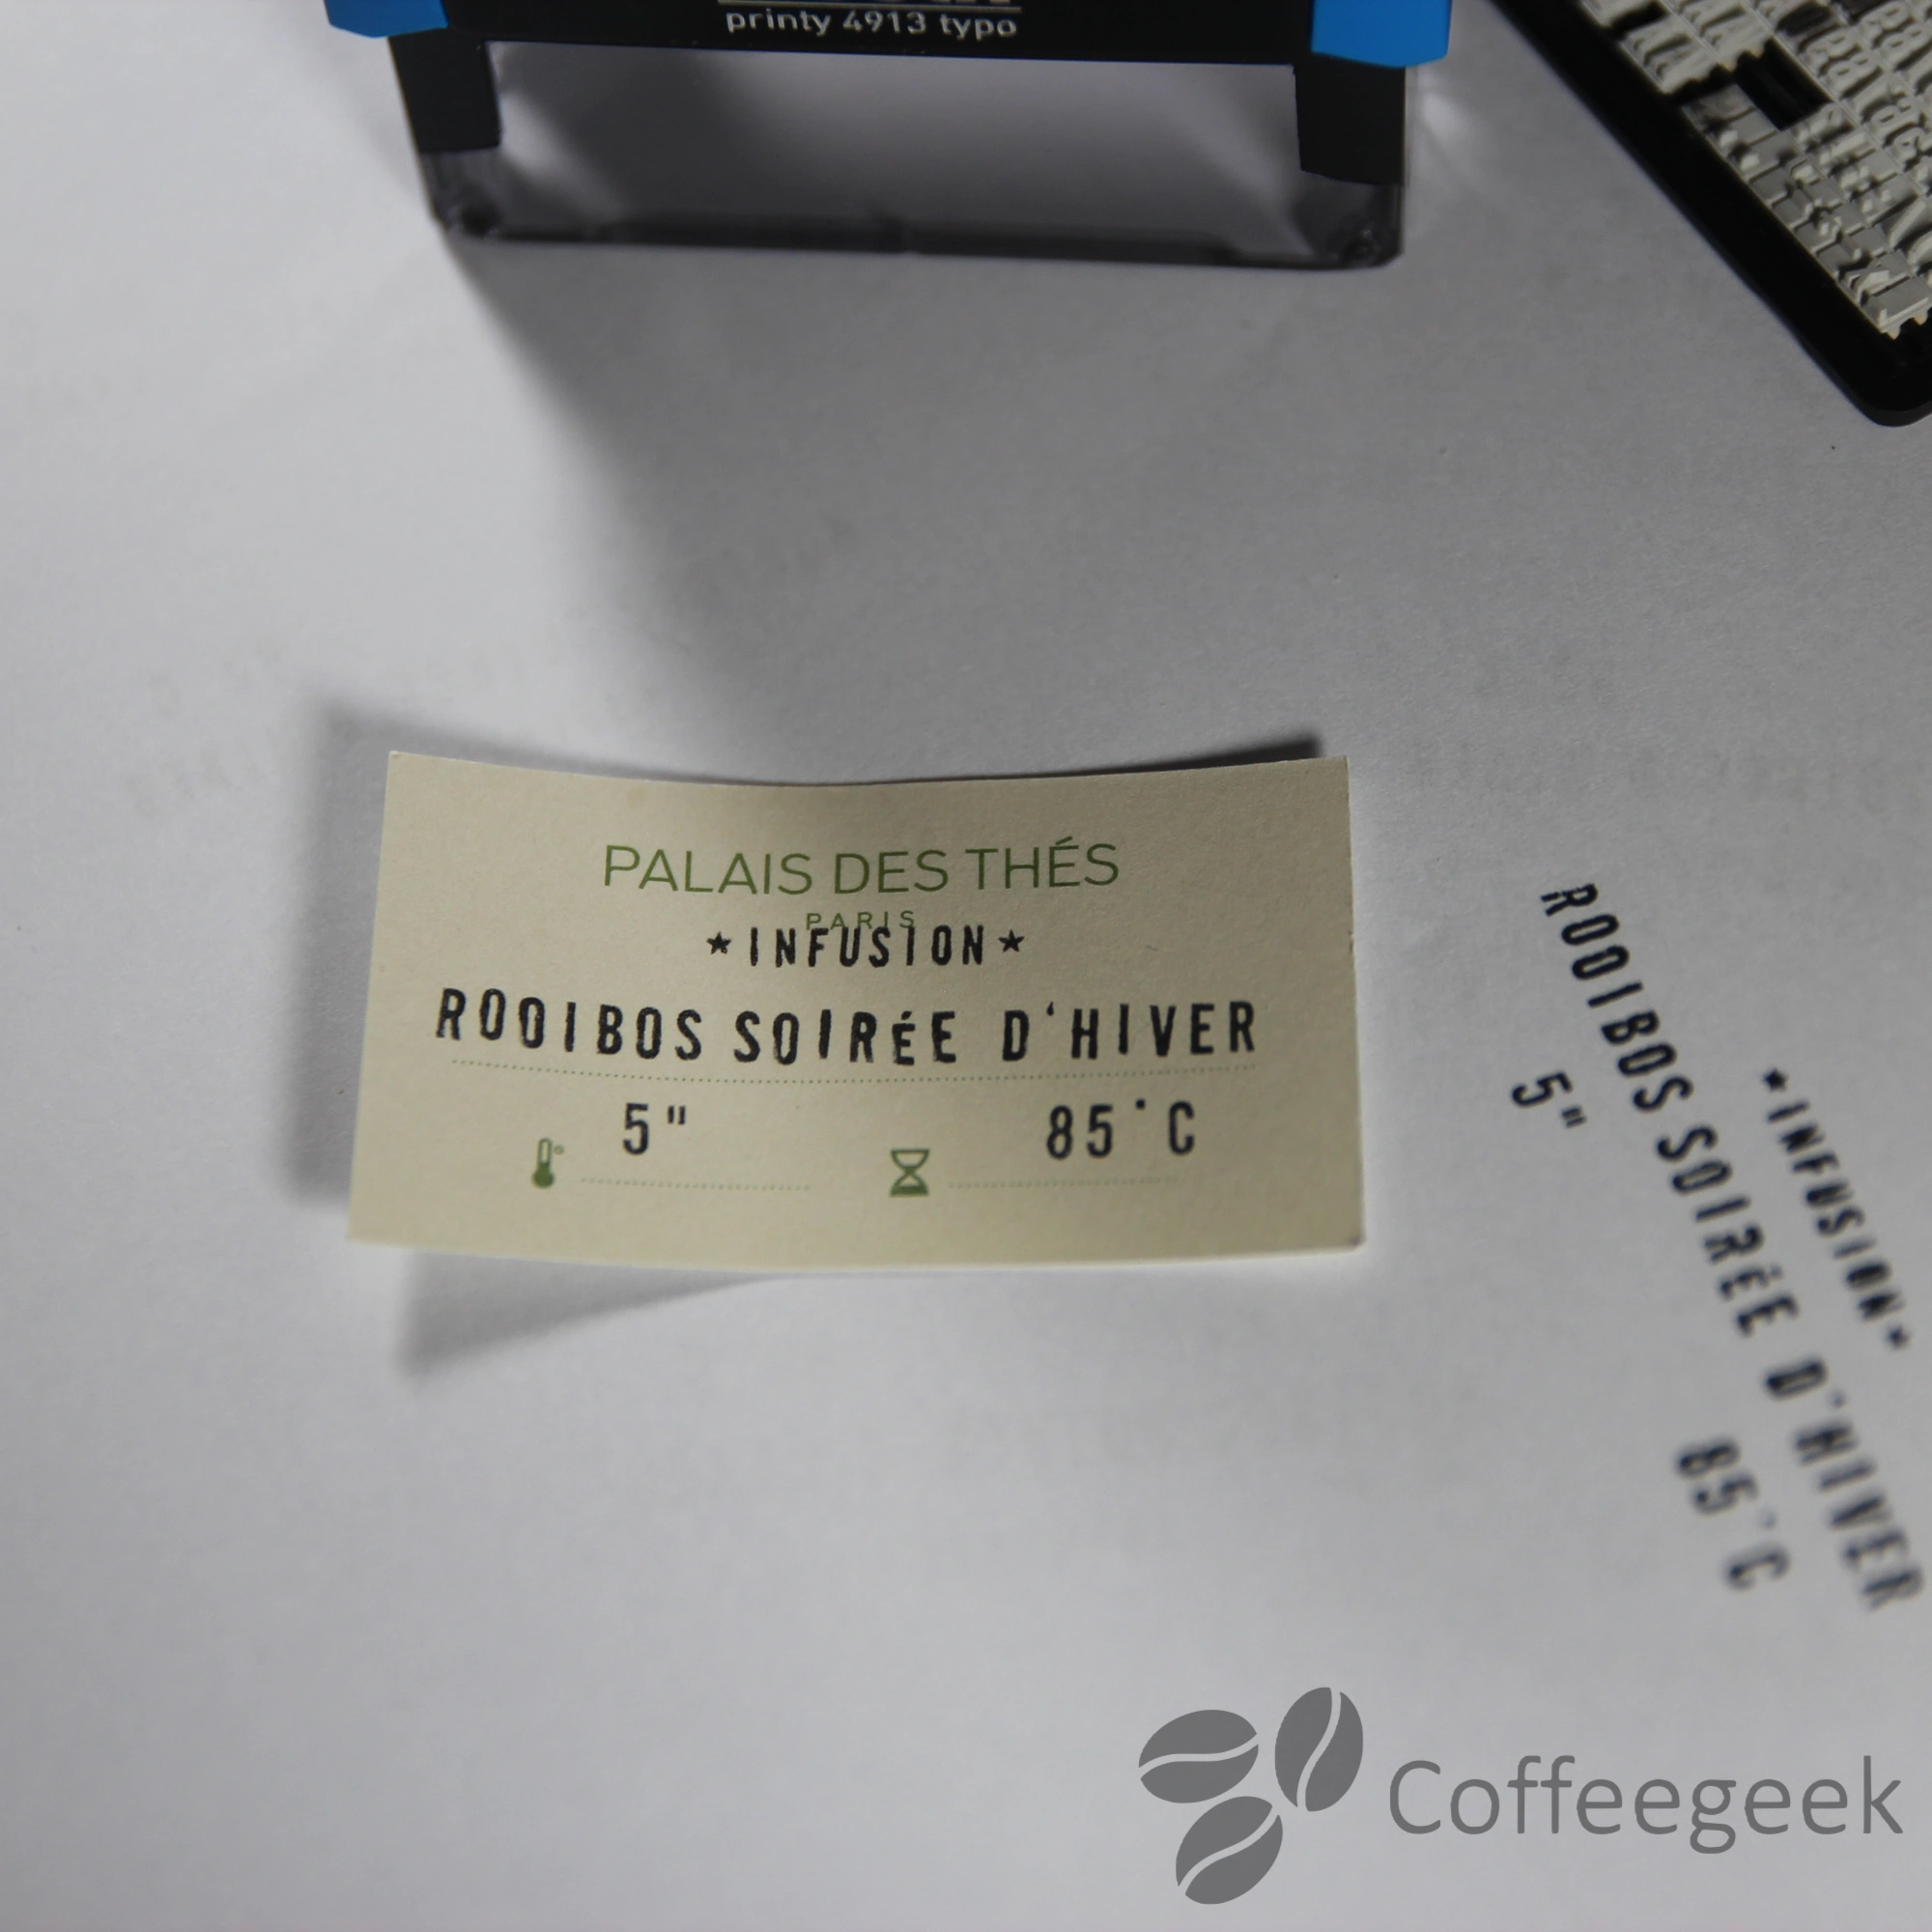 printy 4913 typo
PALAIS DES THÉS
PARIS
★INFUSION★
ROOIBOS SOIRÉE D'HIVER
5" 85°C
★INFUSION★
ROOIBOS SOIRÉE D'HIVER
5" 85°C
Coffeegeek